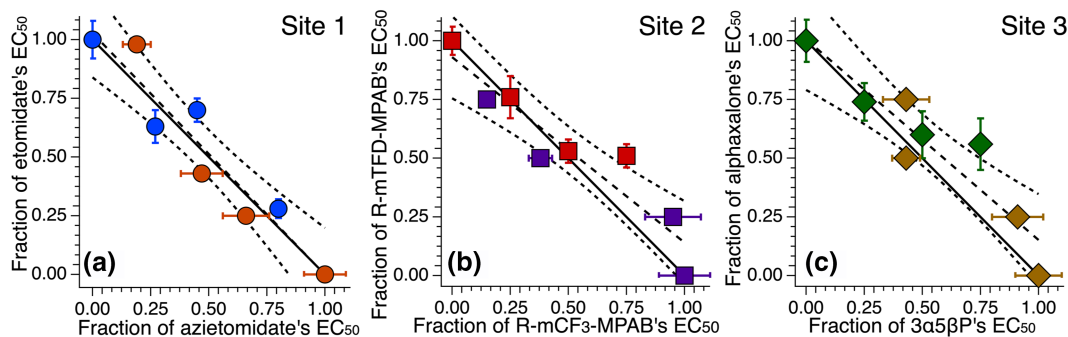 Site 1
Fraction of etomidate's EC50
1.00
0.75
0.50
0.25
0.00
(a)
0.00 0.25 0.50 0.75 1.00
Fraction of azietomidate's EC50
Site 2
Fraction of R-mTFD-MPAB's EC50
1.00
0.75
0.50
0.25
0.00
(b)
0.00 0.25 0.50 0.75 1.00
Fraction of R-mCF3-MPAB's EC50
Site 3
Fraction of alphaxalone's EC50
1.00
0.75
0.50
0.25
0.00
(c)
0.00 0.25 0.50 0.75 1.00
Fraction of 3α5βP's EC50